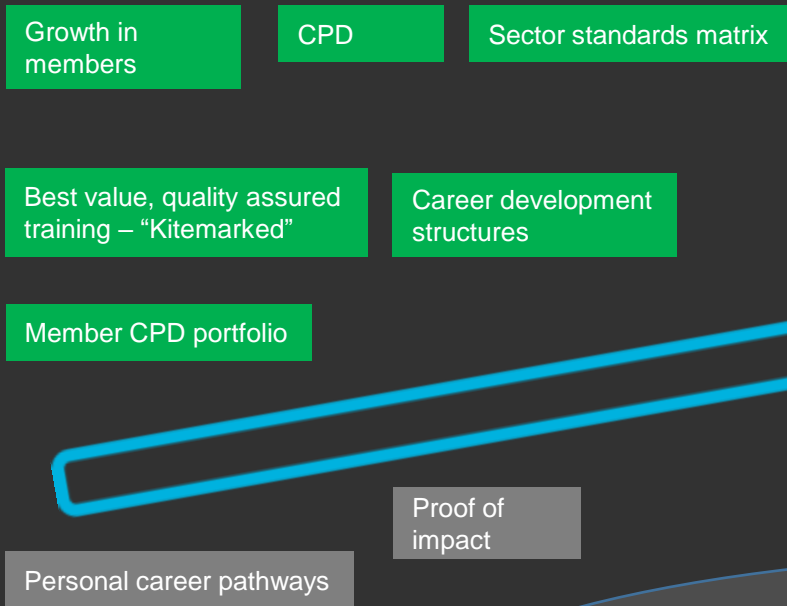 Growth in
members
CPD
Sector standards matrix
Best value, quality assured
training – “Kitemarked”
Career development
structures
Member CPD portfolio
Proof of
impact
Personal career pathways